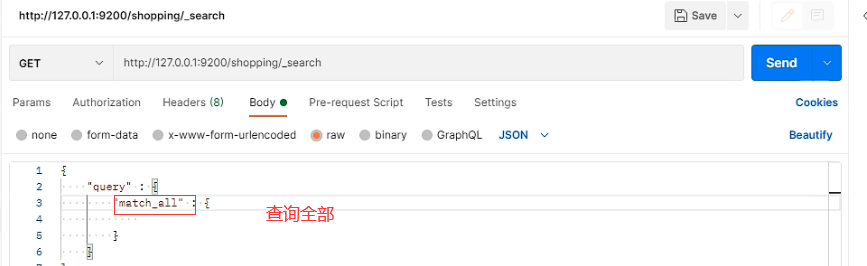 http://127.0.0.1:9200/shopping/_search
Save
GET
http://127.0.0.1:9200/shopping/_search
Send
Params Authorization Headers (8) Body Pre-request Script Tests Settings Cookies
none form-data x-www-form-urlencoded raw binary GraphQL JSON Beautify
1 {
2 "query" : {
3 "match_all" : {
查询全部
4
5 }
6 }